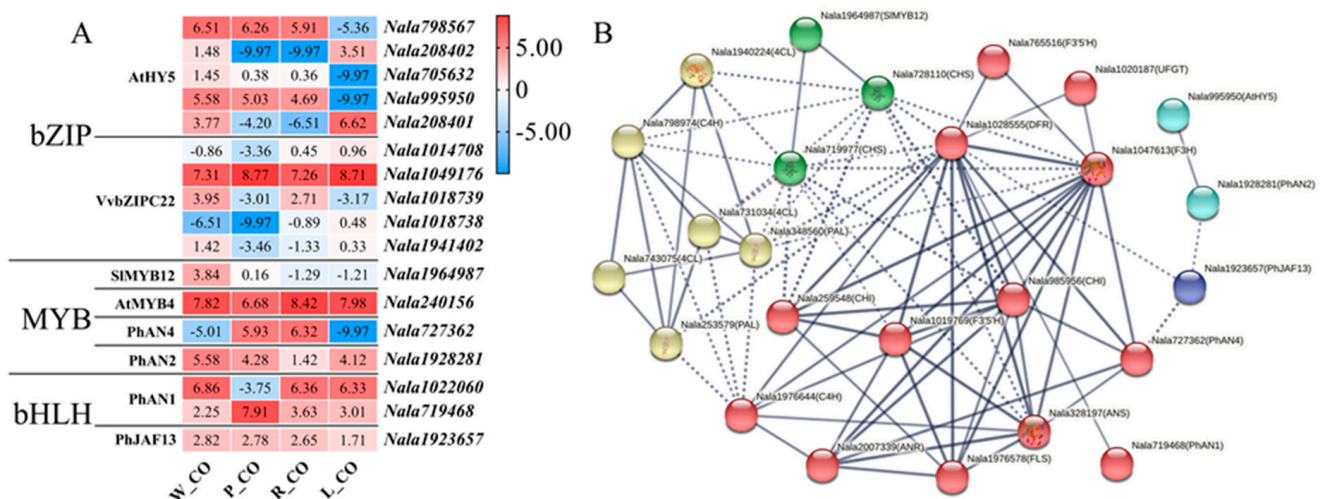 A
bZIP
AtHY5
6.51 6.26 5.91 -5.36 Nala798567
1.48 -9.97 -9.97 3.51 Nala208402
1.45 0.38 0.36 -9.97 Nala705632
5.58 5.03 4.69 -9.97 Nala995950
3.77 -4.20 -6.51 6.62 Nala208401
VvbZIPC22
-0.86 -3.36 0.45 0.96 Nala1014708
7.31 8.77 7.26 8.71 Nala1049176
3.95 -3.01 2.71 -3.17 Nala1018739
-6.51 -9.97 -0.89 0.48 Nala1018738
1.42 -3.46 -1.33 0.33 Nala1941402
MYB
SlMYB12 3.84 0.16 -1.29 -1.21 Nala1964987
AtMYB4 7.82 6.68 8.42 7.98 Nala240156
PhAN4 -5.01 5.93 6.32 -9.97 Nala727362
PhAN2 5.58 4.28 1.42 4.12 Nala1928281
bHLH
PhAN1
6.86 -3.75 6.36 6.33 Nala1022060
2.25 7.91 3.63 3.01 Nala719468
PhJAF13 2.82 2.78 2.65 1.71 Nala1923657
W_CO P_CO R_CO L_CO
5.00
0
-5.00
B
Nala1964987(SlMYB12)
Nala1940224(4CL)
Nala765516(F3'5'H)
Nala728110(CHS)
Nala1020187(UFGT)
Nala995950(AtHY5)
Nala798974(C4H)
Nala1028555(DFR)
Nala719977(CHS)
Nala1047613(F3H)
Nala1928281(PhAN2)
Nala731034(4CL)
Nala348560(PAL)
Nala743075(4CL)
Nala1923657(PhJAF13)
Nala985956(CHI)
Nala259548(CHI)
Nala1019769(F3'5'H)
Nala253579(PAL)
Nala727362(PhAN4)
Nala1976644(C4H)
Nala328197(ANS)
Nala2007339(ANR)
Nala719468(PhAN1)
Nala1976578(FLS)